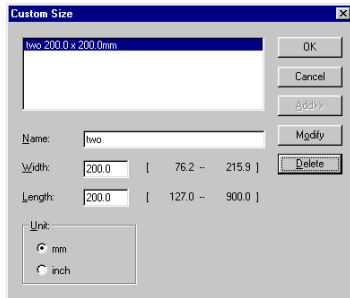 Custom Size
two 200.0 x 200.0mm
OK
Cancel
Add>>
Name: two
Modify
Width: 200.0 [ 76.2 -- 215.9 ]
Delete
Length: 200.0 [ 127.0 -- 900.0 ]
Unit:
mm
inch